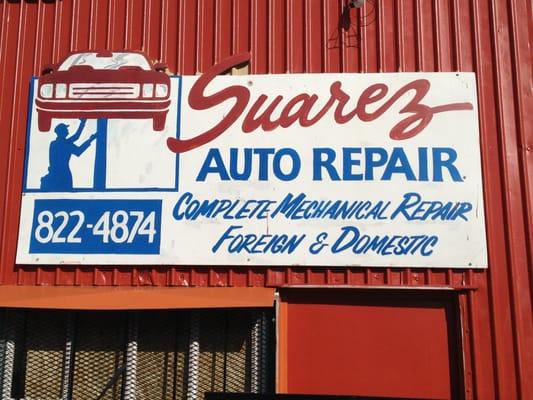 Suarez
AUTO REPAIR
822-4874
COMPLETE MECHANICAL REPAIR
FOREIGN & DOMESTIC